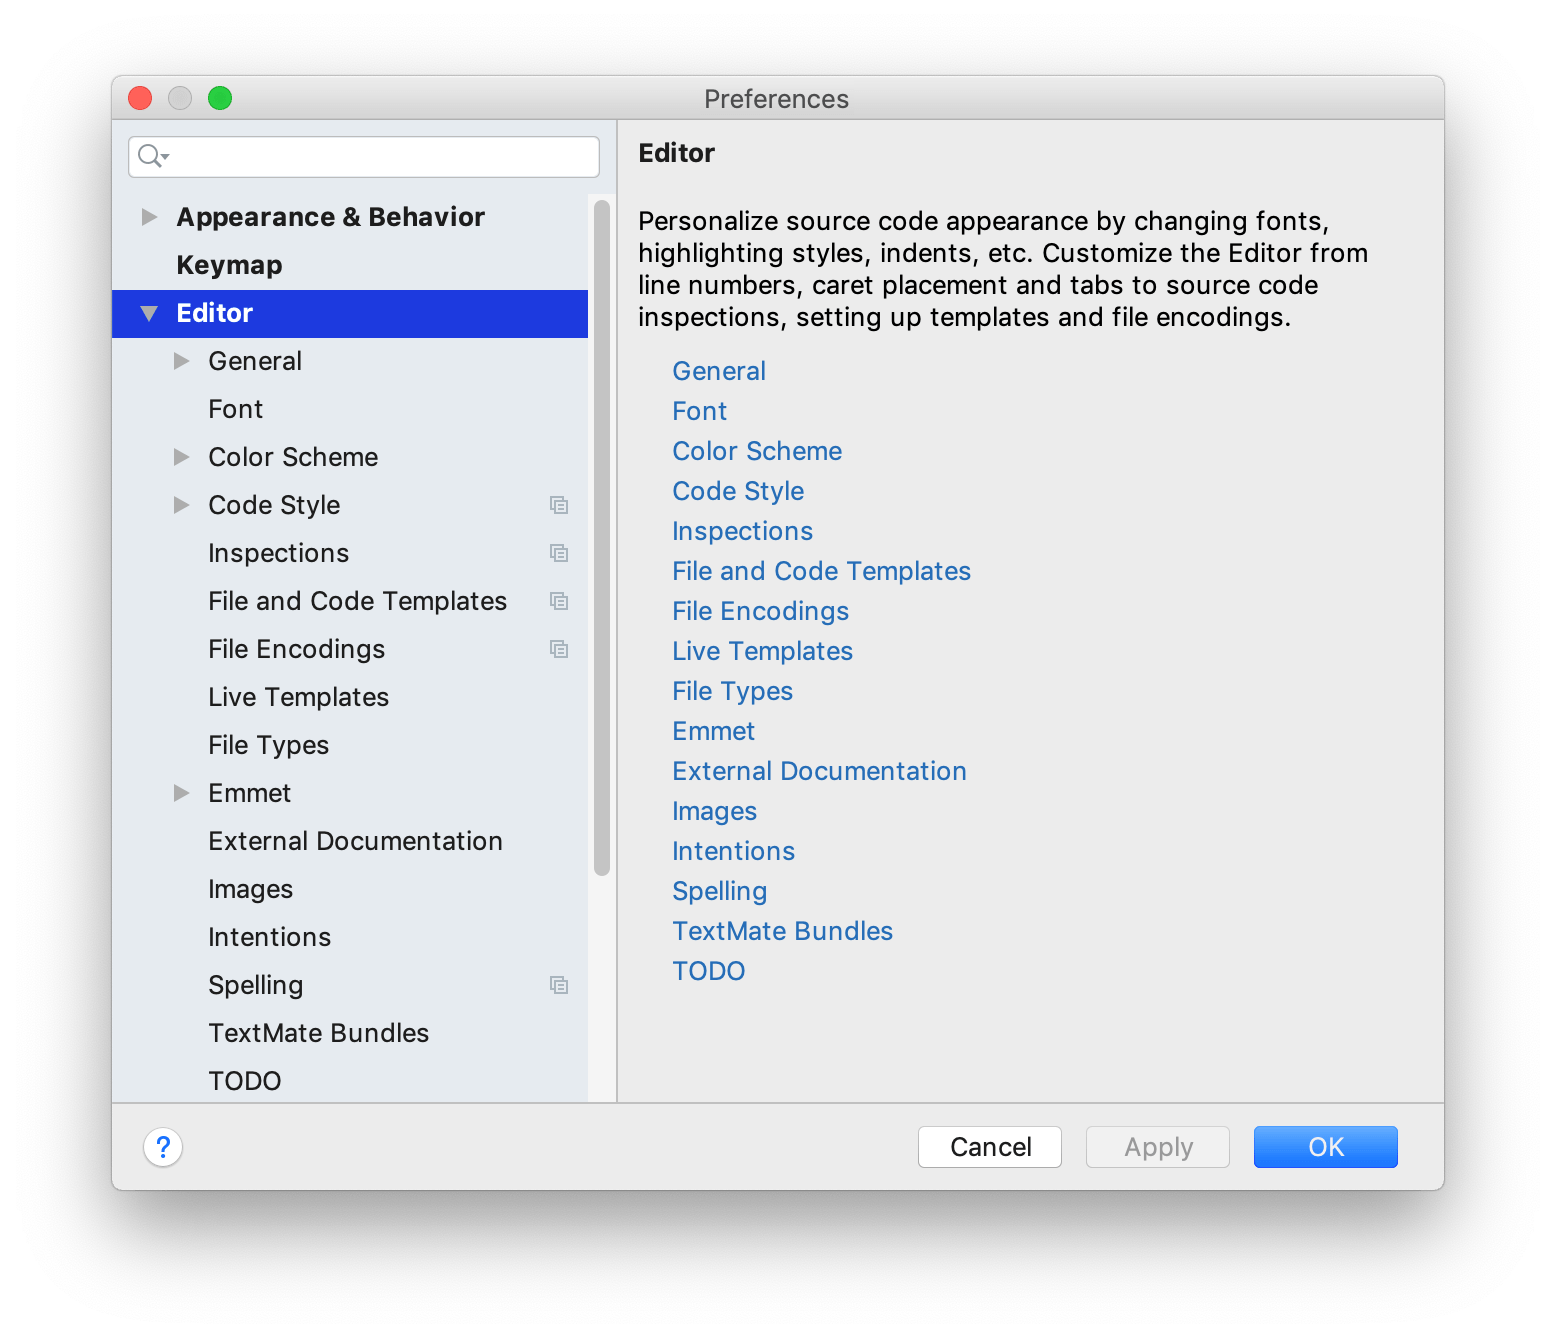 Preferences
Appearance & Behavior
Keymap
Editor
General
Font
Color Scheme
Code Style
Inspections
File and Code Templates
File Encodings
Live Templates
File Types
Emmet
External Documentation
Images
Intentions
Spelling
TextMate Bundles
TODO
Editor
Personalize source code appearance by changing fonts,
highlighting styles, indents, etc. Customize the Editor from
line numbers, caret placement and tabs to source code
inspections, setting up templates and file encodings.
General
Font
Color Scheme
Code Style
Inspections
File and Code Templates
File Encodings
Live Templates
File Types
Emmet
External Documentation
Images
Intentions
Spelling
TextMate Bundles
TODO
?
Cancel
Apply
OK